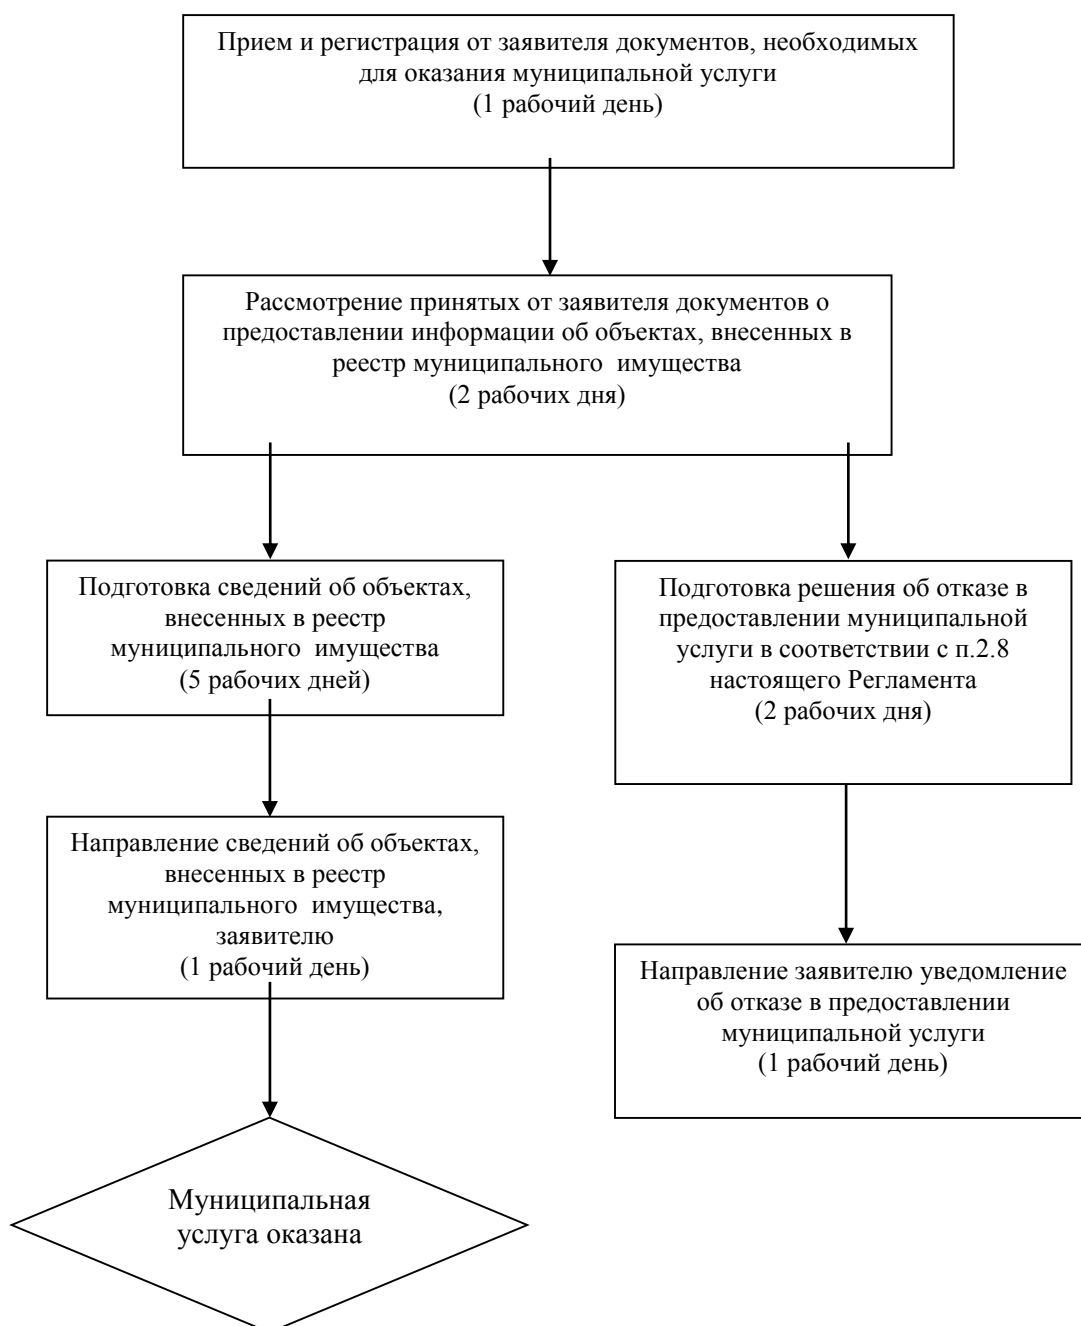 Прием и регистрация от заявителя документов, необходимых
для оказания муниципальной услуги
(1 рабочий день)
Рассмотрение принятых от заявителя документов о
предоставлении информации об объектах, внесенных в
реестр муниципального  имущества
(2 рабочих дня)
Подготовка сведений об объектах,
внесенных в реестр
муниципального  имущества
(5 рабочих дней)
Подготовка решения об отказе в
предоставлении муниципальной
услуги в соответствии с п.2.8
настоящего Регламента
(2 рабочих дня)
Направление сведений об объектах,
внесенных в реестр
муниципального  имущества,
заявителю
(1 рабочий день)
Направление заявителю уведомление
об отказе в предоставлении
муниципальной услуги
(1 рабочий день)
Муниципальная
услуга оказана